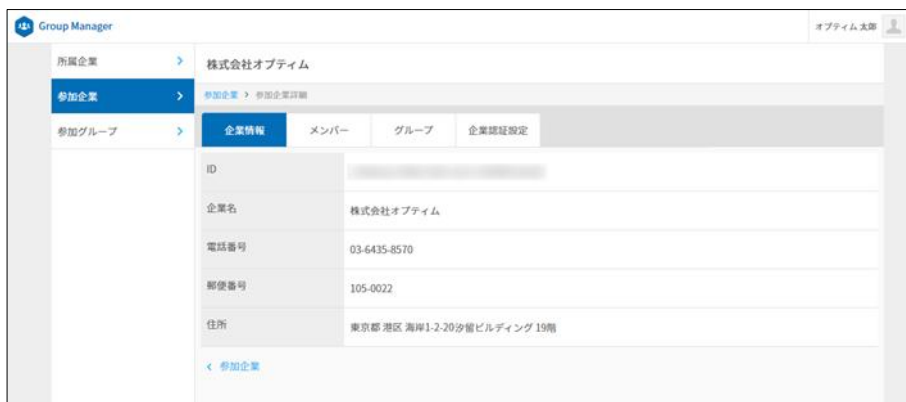 Group Manager
オプティム 太郎
所属企業
株式会社オプティム
参加企業
参加企業 > 参加企業詳細
参加グループ
企業情報 メンバー グループ 企業認証設定
ID
企業名 株式会社オプティム
電話番号 03-6435-8570
郵便番号 105-0022
住所 東京都 港区 海岸1-2-20汐留ビルディング 19階
< 参加企業